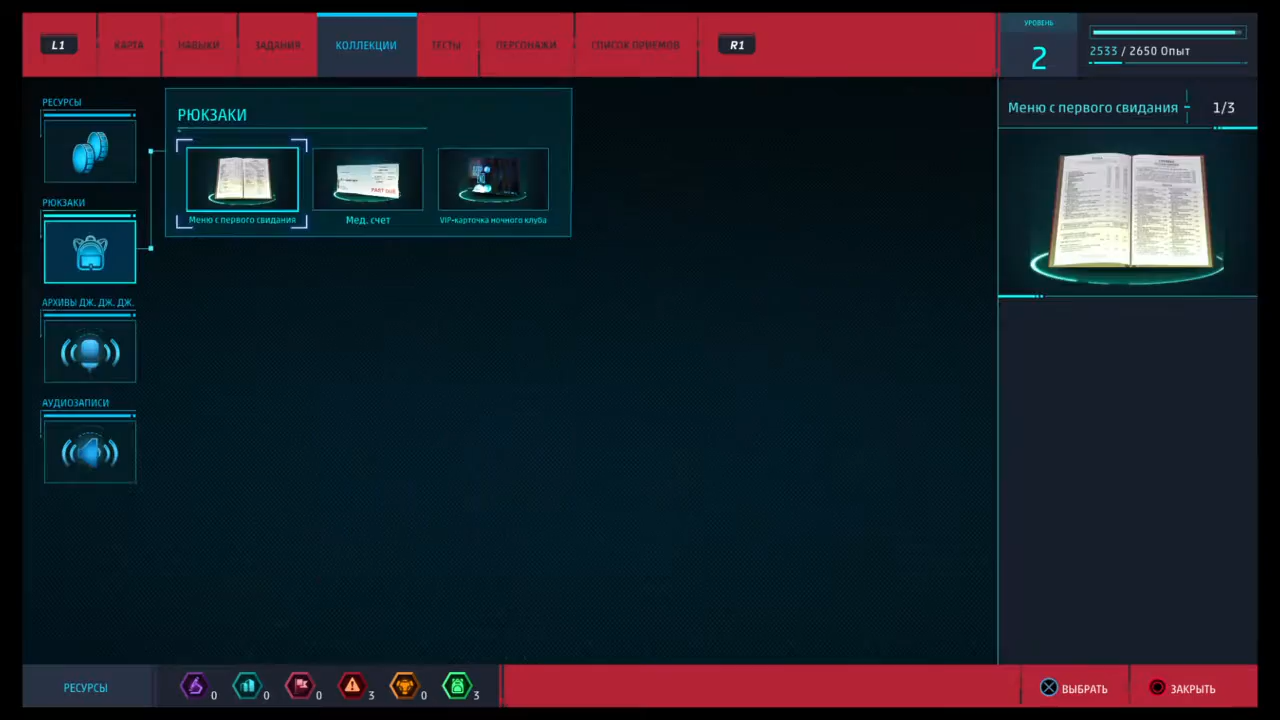 L1
КАРТА
НАВЫКИ
ЗАДАНИЯ
КОЛЛЕКЦИИ
ТЕСТЫ
ПЕРСОНАЖИ
СПИСОК ПРИЕМОВ
R1
УРОВЕНЬ
2
2533 / 2650 Опыт
РЕСУРСЫ
РЮКЗАКИ
АРХИВЫ ДЖ. ДЖ. ДЖ.
АУДИОЗАПИСИ
РЮКЗАКИ
PAST DUE
Меню с первого свидания
Мед. счет
VIP-карточка ночного клуба
Меню с первого свидания
1/3
РЕСУРСЫ
0
0
0
3
0
3
ВЫБРАТЬ
ЗАКРЫТЬ